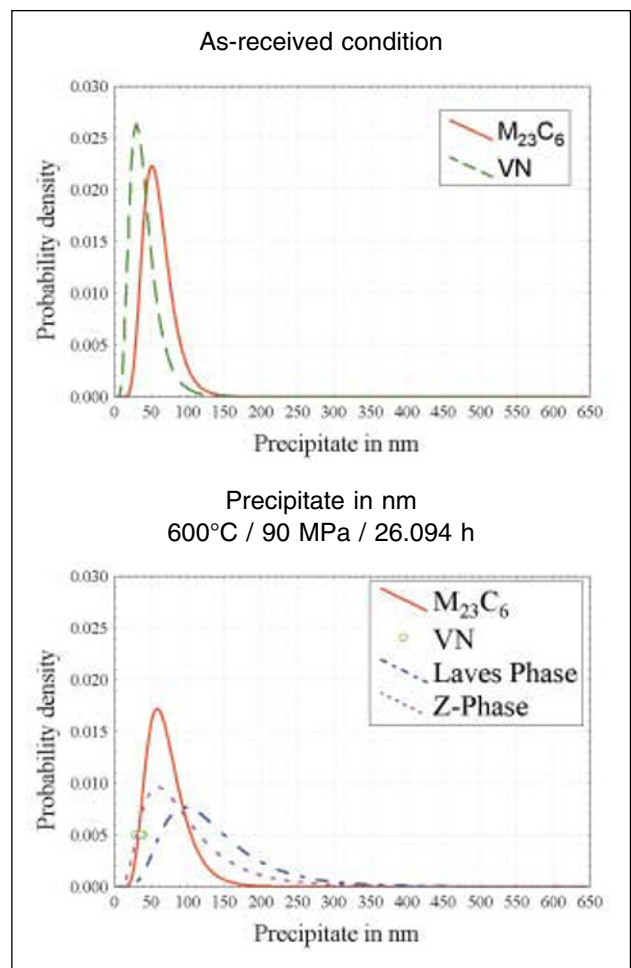 As-received condition
0.030
0.025
0.020
0.015
0.010
0.005
0.000
Probability density
M₂₃C₆
VN
0 50 100 150 200 250 300 350 400 450 500 550 600 650
Precipitate in nm
Precipitate in nm
600°C / 90 MPa / 26.094 h
0.030
0.025
0.020
0.015
0.010
0.005
0.000
Probability density
M₂₃C₆
VN
Laves Phase
Z-Phase
0 50 100 150 200 250 300 350 400 450 500 550 600 650
Precipitate in nm